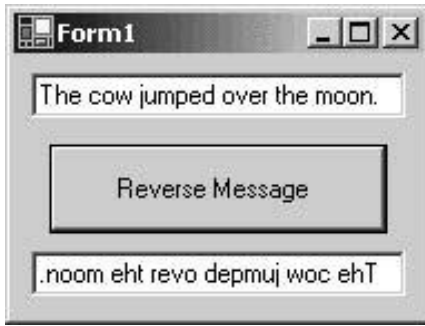 Form1
The cow jumped over the moon.
Reverse Message
.noom eht revo depmuj woc ehT